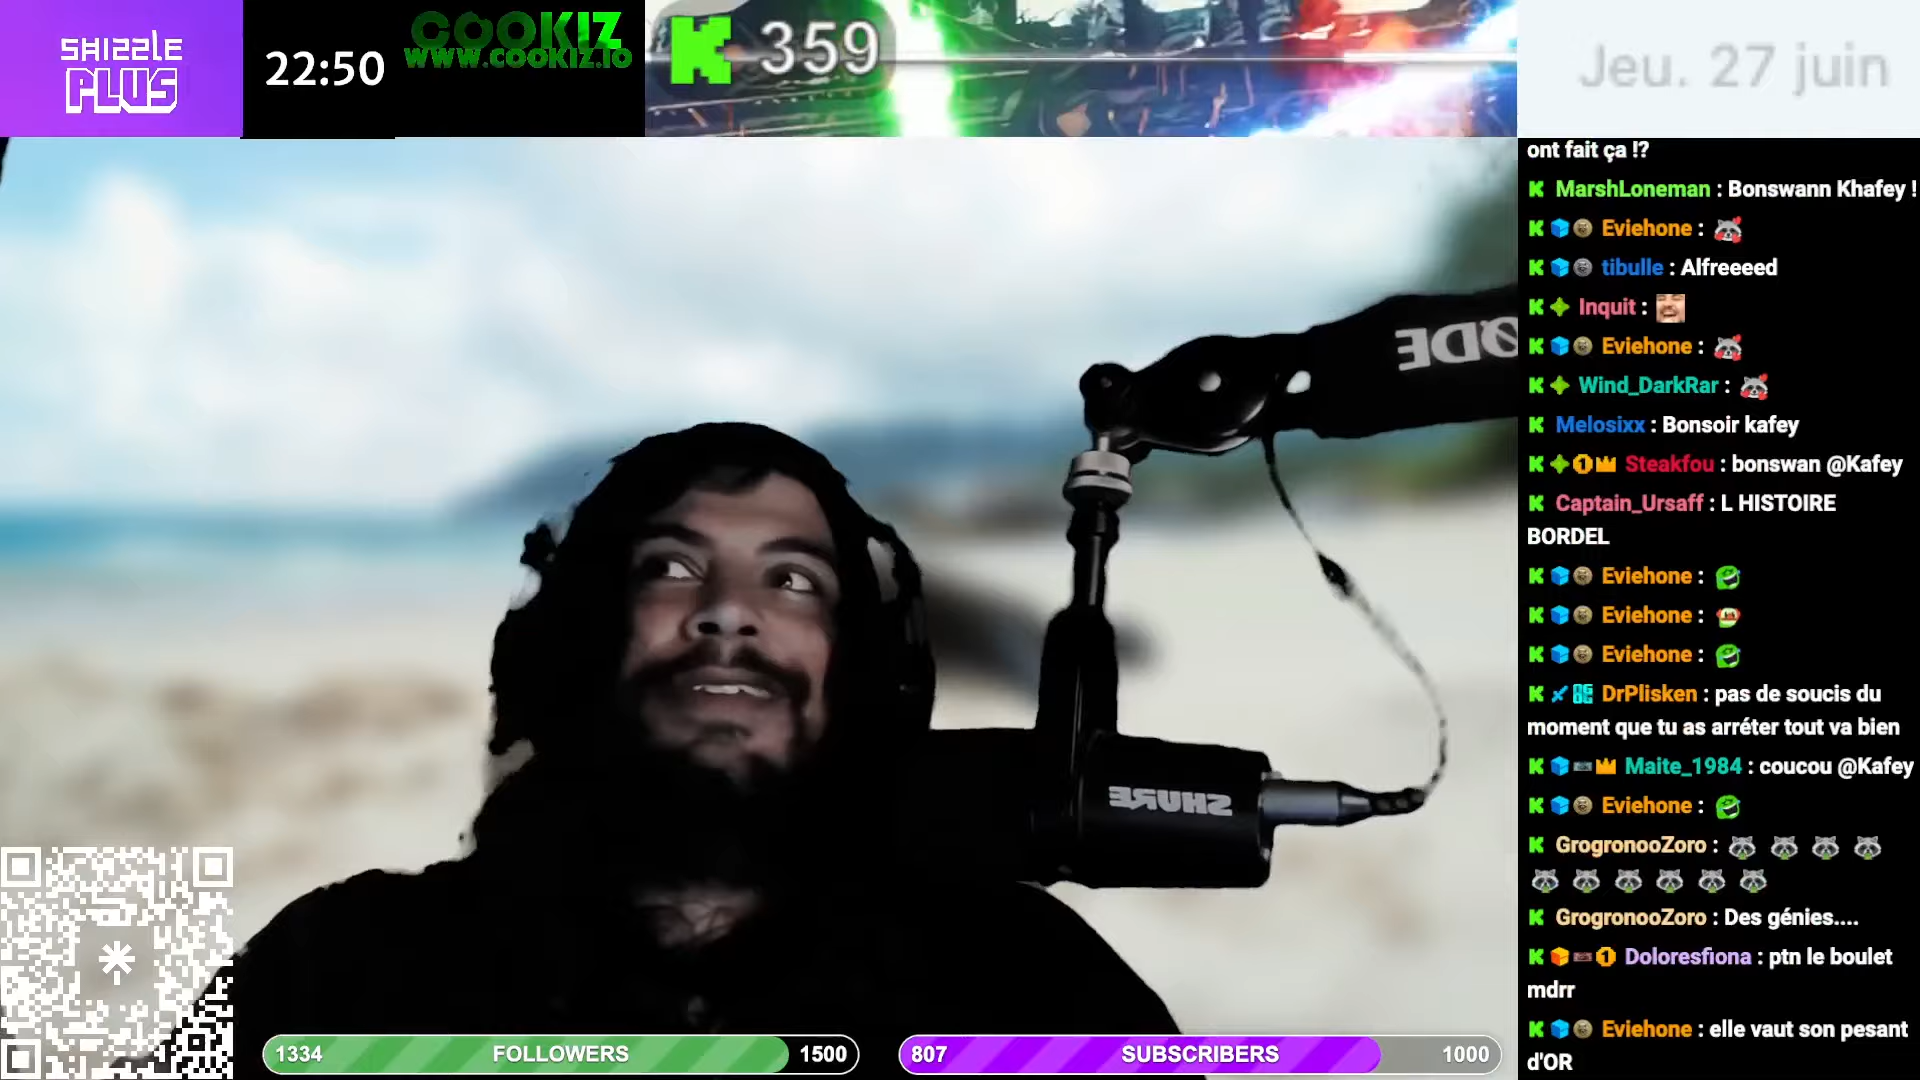 SHIZZLE
PLUS
22:50
COOKIZ
WWW.COOKIZ.IO
K 359
Jeu. 27 juin
ont fait ça !?
MarshLoneman : Bonswann Khafey !
Eviehone :
tibulle : Alfreeeed
Inquit :
Eviehone :
Wind_DarkRar :
Melosixx : Bonsoir kafey
Steakfou : bonswan @Kafey
Captain_Ursaff : L HISTOIRE
BORDEL
Eviehone :
Eviehone :
Eviehone :
DrPlisken : pas de soucis du
moment que tu as arréter tout va bien
Maite_1984 : coucou @Kafey
Eviehone :
GrogronooZoro :
GrogronooZoro : Des génies....
Doloresfiona : ptn le boulet
mdrr
Eviehone : elle vaut son pesant
d'OR
RØDE
SHURE
1334 FOLLOWERS 1500
807 SUBSCRIBERS 1000